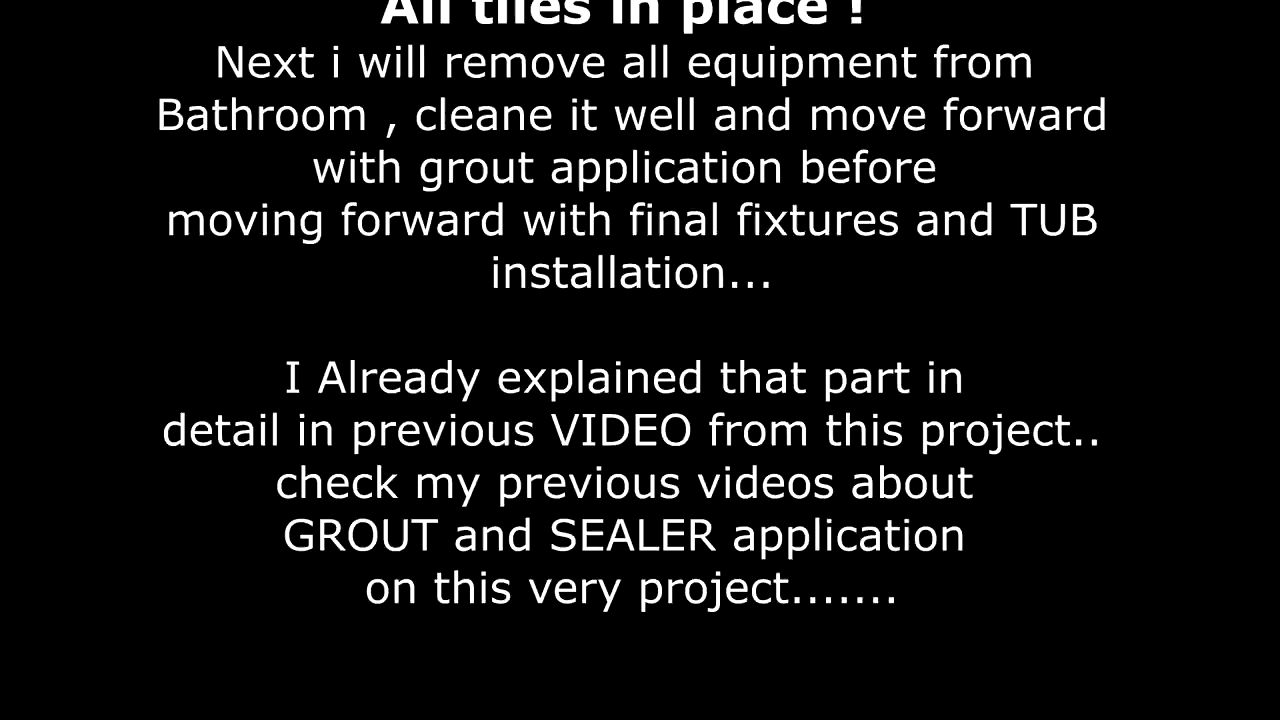 All tiles in place !
Next i will remove all equipment from
Bathroom , cleane it well and move forward
with grout application before
moving forward with final fixtures and TUB
installation...
I Already explained that part in
detail in previous VIDEO from this project..
check my previous videos about
GROUT and SEALER application
on this very project.......